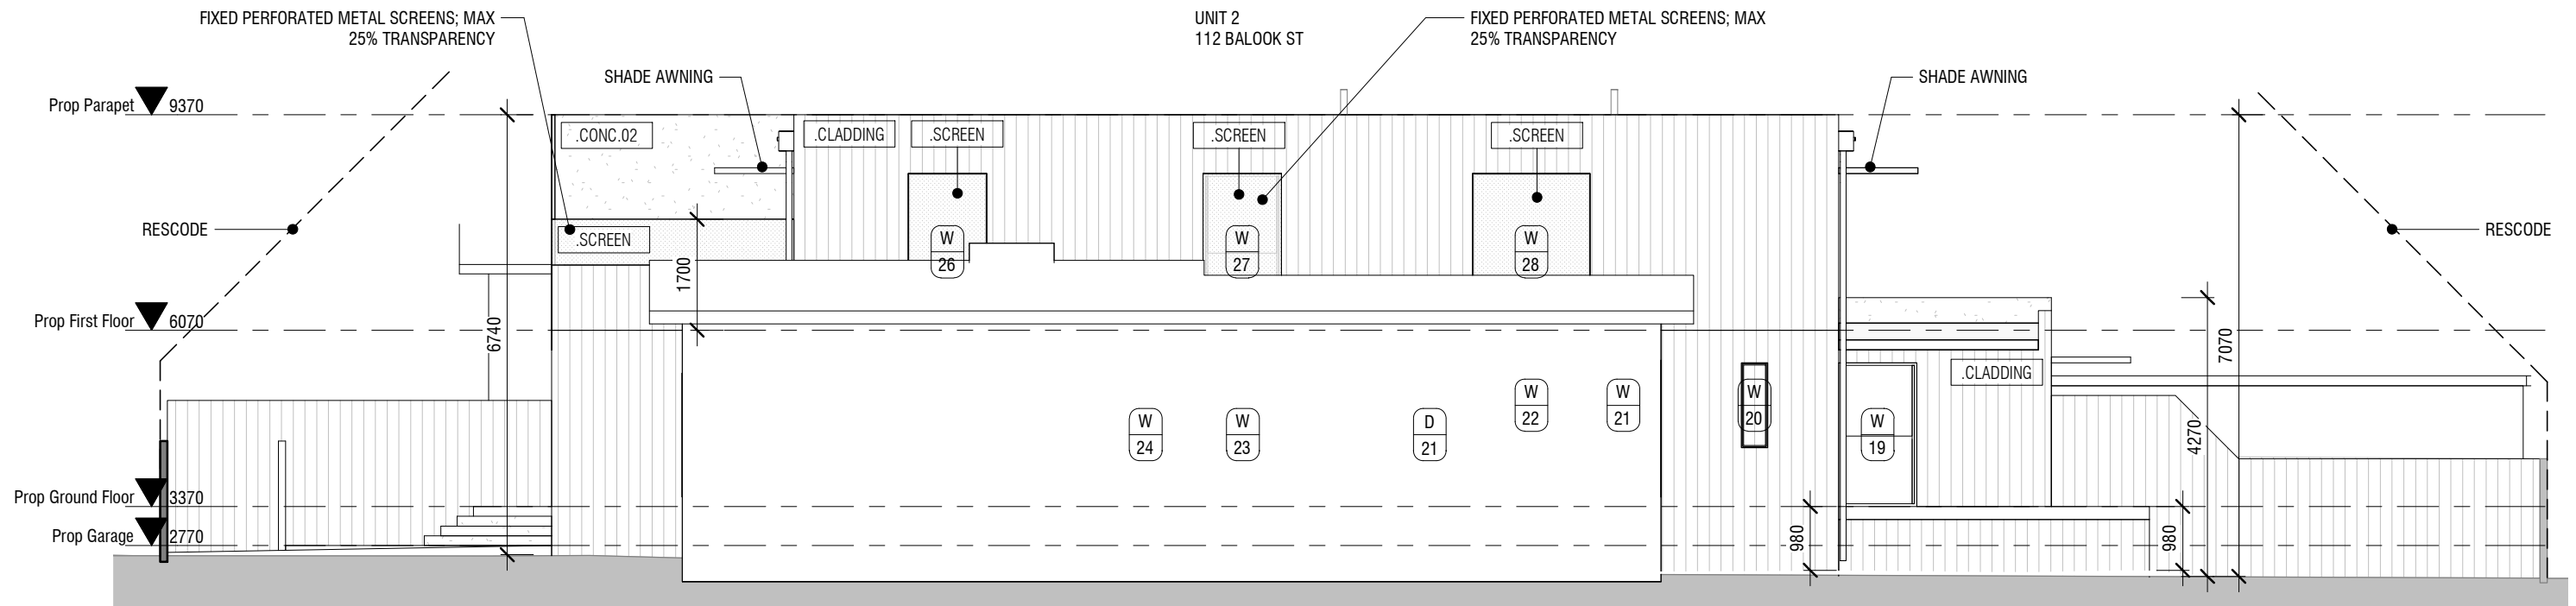 FIXED PERFORATED METAL SCREENS; MAX
25% TRANSPARENCY
UNIT 2
112 BALOOK ST
FIXED PERFORATED METAL SCREENS; MAX
25% TRANSPARENCY
SHADE AWNING
SHADE AWNING
Prop Parapet 9370
.CONC.02
.CLADDING
.SCREEN
.SCREEN
.SCREEN
RESCODE
.SCREEN
W
26
W
27
W
28
RESCODE
1700
Prop First Floor 6070
6740
7070
.CLADDING
W
24
W
23
D
21
W
22
W
21
W
20
W
19
4270
Prop Ground Floor 3370
Prop Garage 2770
980
980